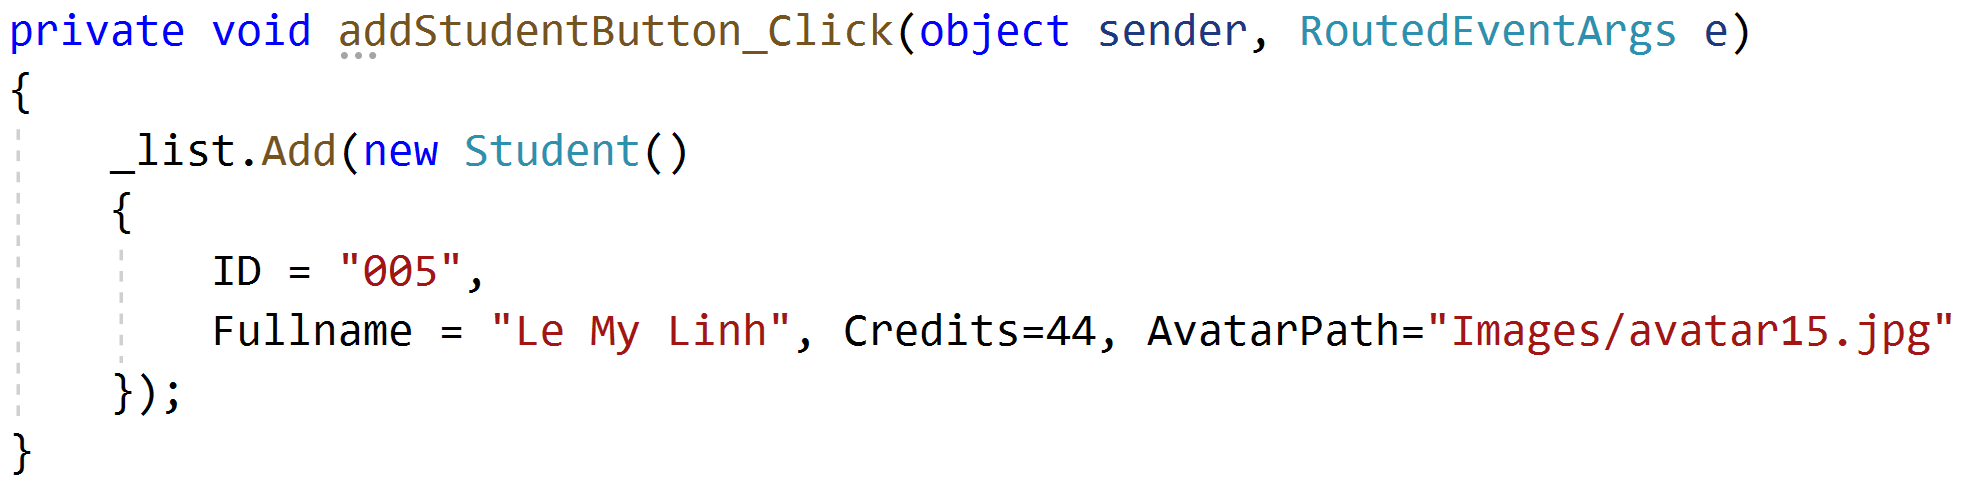 private void addStudentButton_Click(object sender, RoutedEventArgs e)
{
    _list.Add(new Student()
    {
        ID = "005",
        Fullname = "Le My Linh", Credits=44, AvatarPath="Images/avatar15.jpg"
    });
}